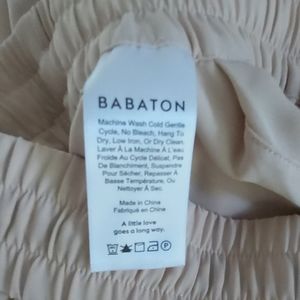 BABATON
Machine Wash Cold Gentle
Cycle, No Bleach, Hang To
Dry, Low Iron, Or Dry Clean.
Laver À La Machine À L'eau
Froide Au Cycle Délicat, Pas
De Blanchiment, Suspendre
Pour Sécher, Repasser À
Basse Température, Ou
Nettoyer À Sec.
Made in China
Fabriqué en Chine
A little love
goes a long way.